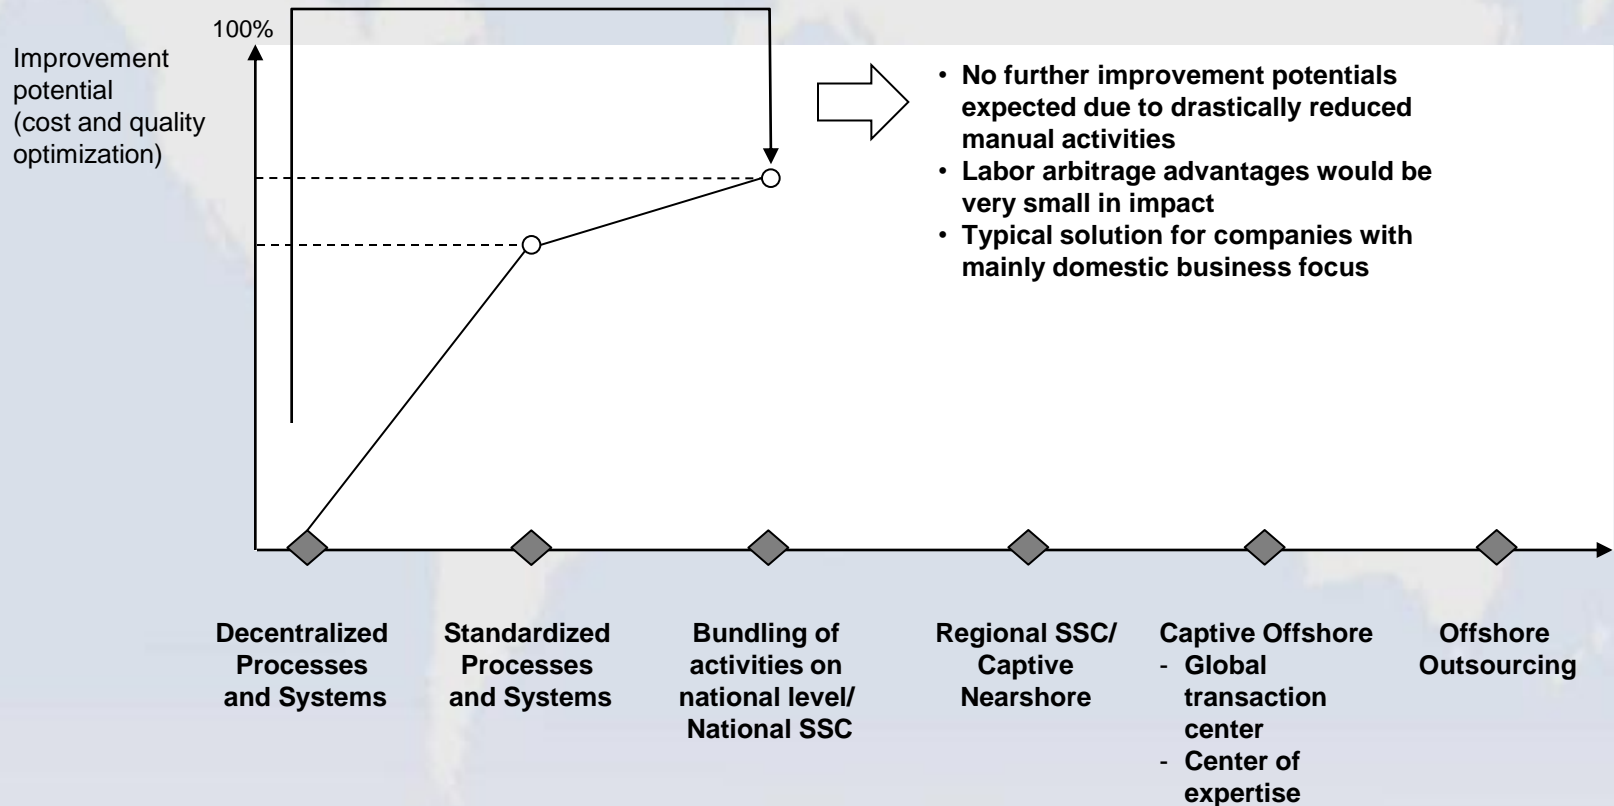 100%
Improvement
potential
(cost and quality
optimization)
• No further improvement potentials
expected due to drastically reduced
manual activities
• Labor arbitrage advantages would be
very small in impact
• Typical solution for companies with
mainly domestic business focus
Decentralized
Processes
and Systems
Standardized
Processes
and Systems
Bundling of
activities on
national level/
National SSC
Regional SSC/
Captive
Nearshore
Captive Offshore
- Global
transaction
center
- Center of
expertise
Offshore
Outsourcing